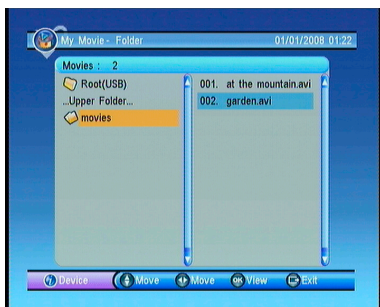 My Movie - Folder 01/01/2008 01:22
Movies : 2
Root(USB)
...Upper Folder...
movies
001. at the mountain.avi
002. garden.avi
Device Move Move OK View Exit